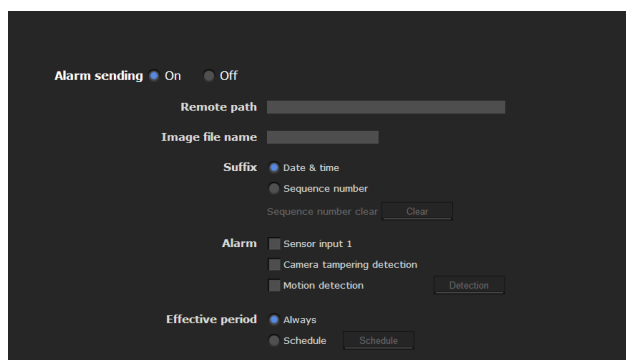 Alarm sending On Off
Remote path
Image file name
Suffix Date & time
Sequence number
Sequence number clear Clear
Alarm Sensor input 1
Camera tampering detection
Motion detection Detection
Effective period Always
Schedule Schedule